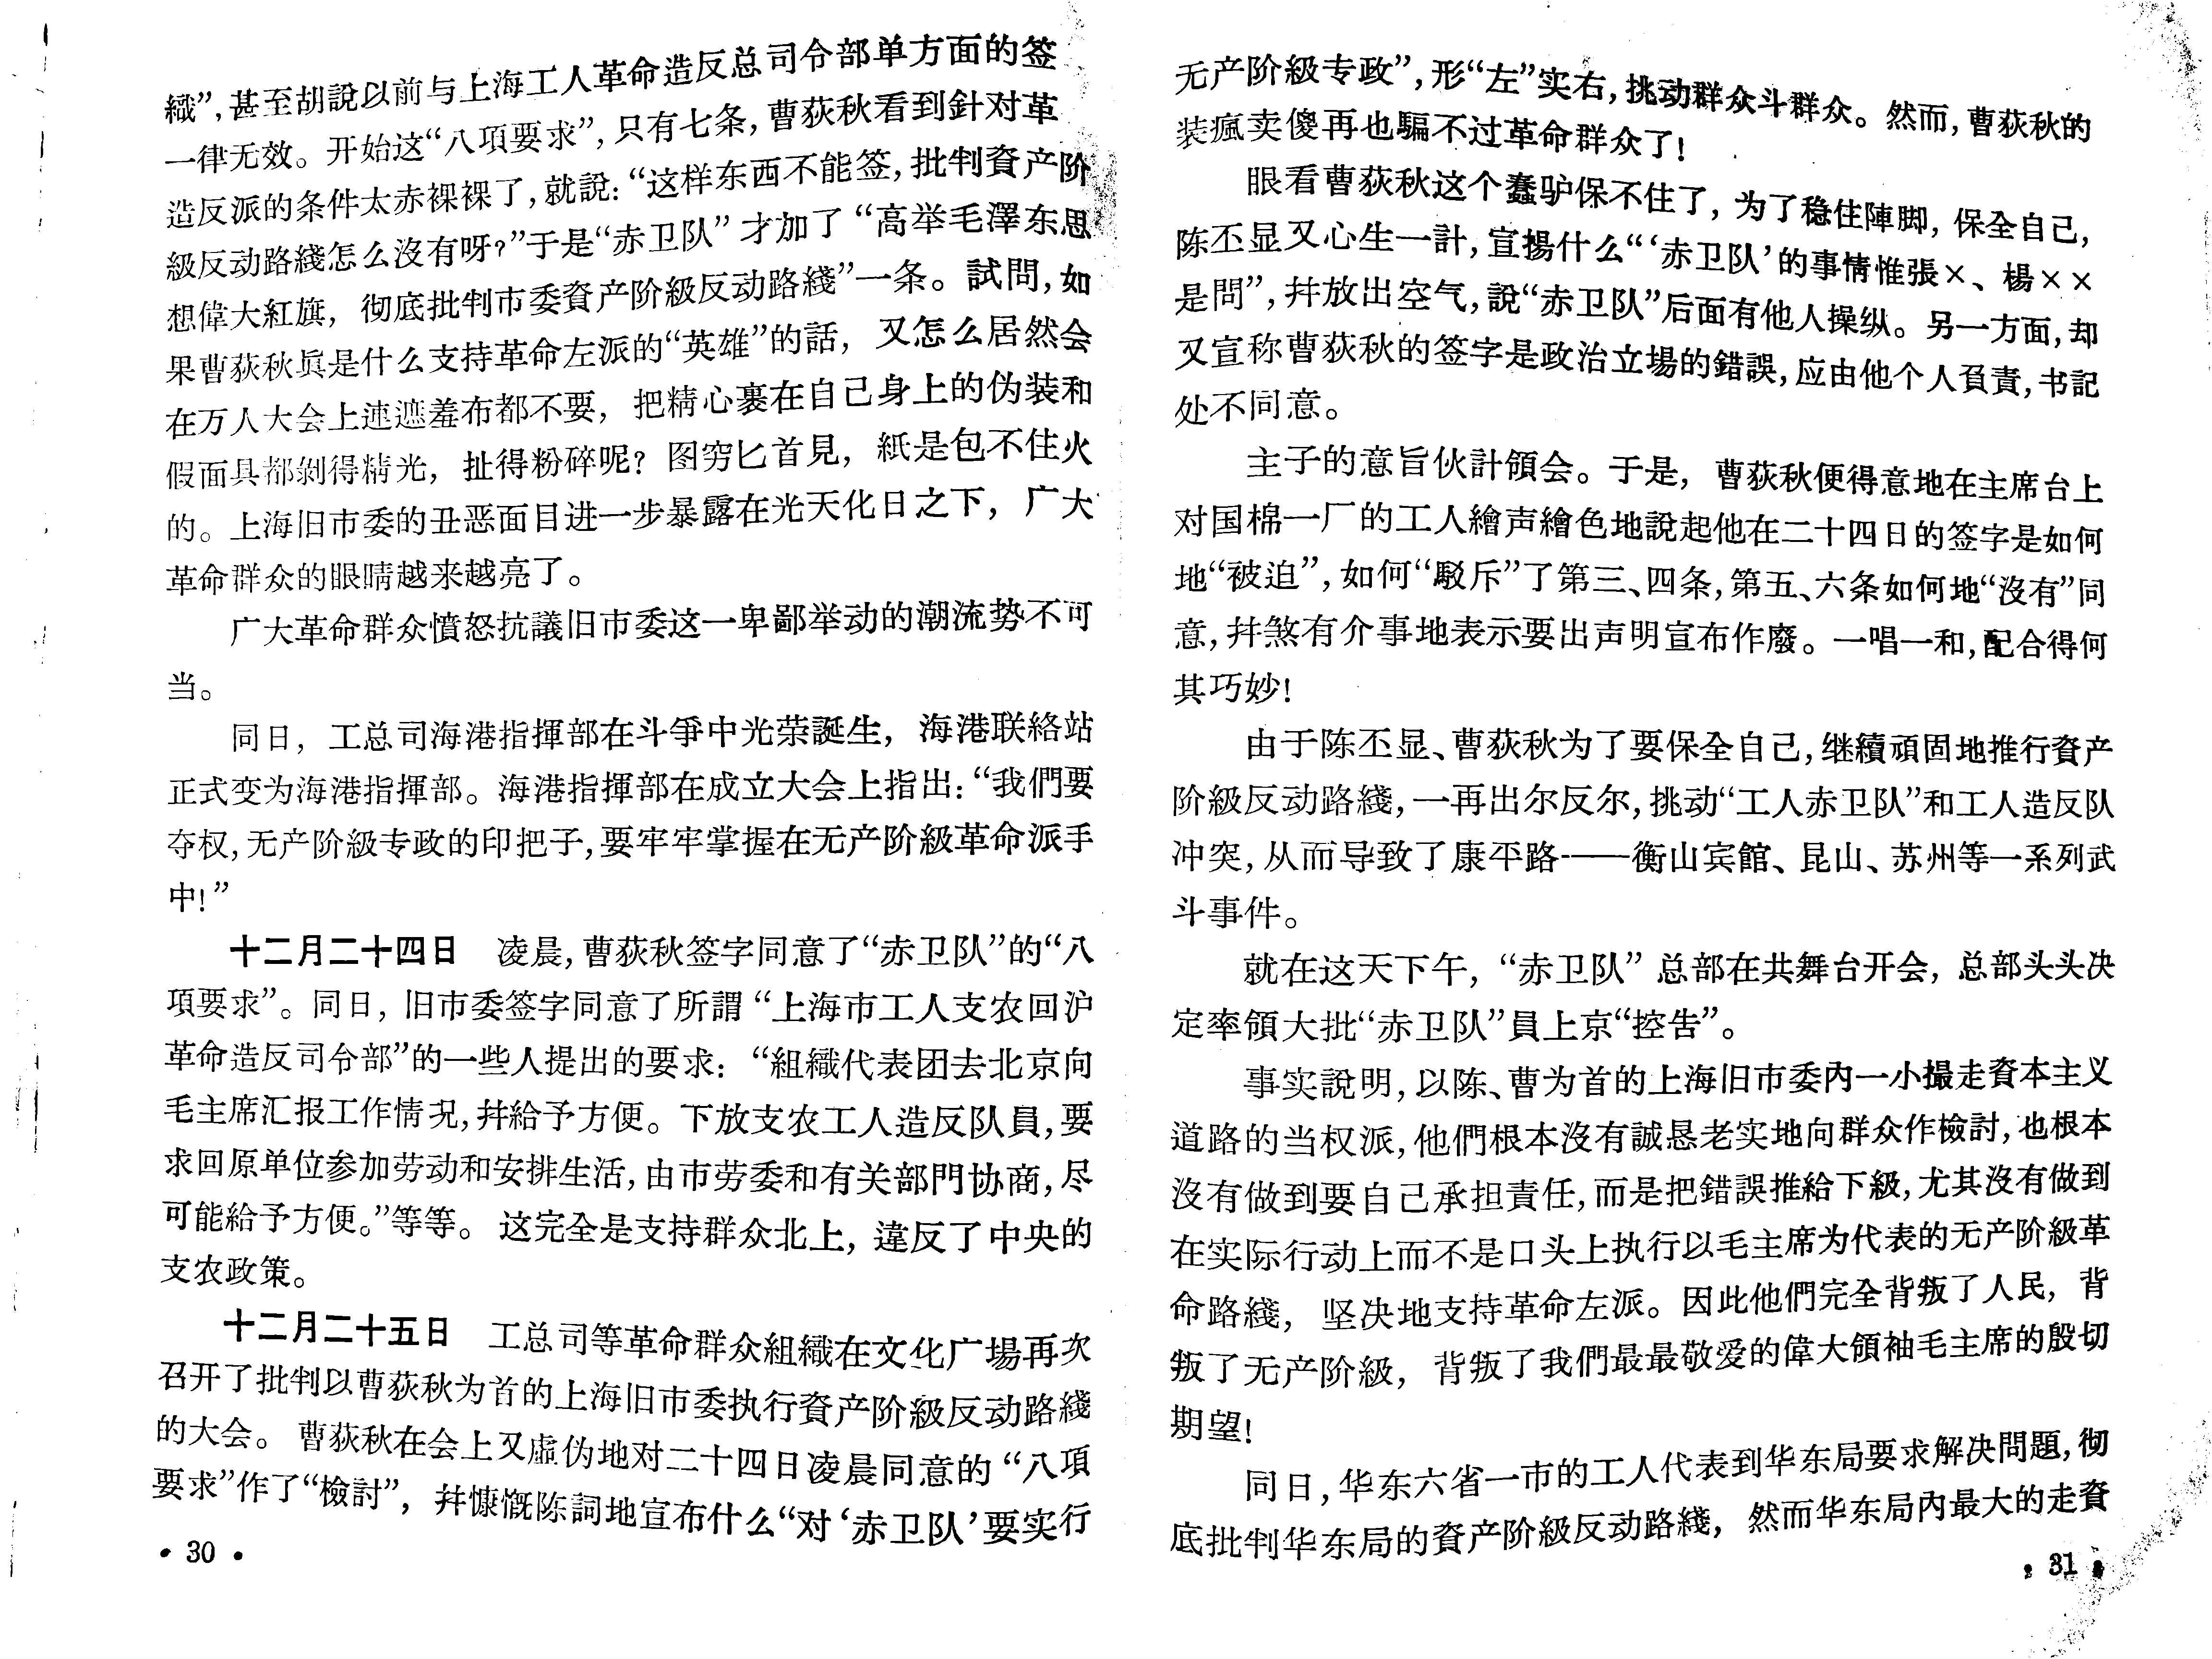 織”,甚至胡說以前与上海工人革命造反总司令部单方面的签
一律无效。开始这“八項要求”,只有七条,曹荻秋看到針对革
造反派的条件太赤裸裸了,就說:“这样东西不能签,批判資产阶
級反动路綫怎么沒有呀?”于是“赤卫队”才加了“高举毛澤东思
想偉大紅旗,彻底批判市委資产阶級反动路綫”一条。試問,如
果曹荻秋眞是什么支持革命左派的“英雄”的話,又怎么居然会
在万人大会上連遮羞布都不要,把精心裹在自己身上的伪装和
假面具都剝得精光,扯得粉碎呢?图穷匕首見,紙是包不住火
的。上海旧市委的丑恶面目进一步暴露在光天化日之下,广大
革命群众的眼睛越来越亮了。
广大革命群众憤怒抗議旧市委这一卑鄙举动的潮流势不可
当。
同日,工总司海港指揮部在斗爭中光荣誕生,海港联絡站
正式变为海港指揮部。海港指揮部在成立大会上指出:“我們要
夺权,无产阶級专政的印把子,要牢牢掌握在无产阶級革命派手
中!”
十二月二十四日　凌晨,曹荻秋签字同意了“赤卫队”的“八
項要求”。同日,旧市委签字同意了所謂“上海市工人支农回沪
革命造反司令部”的一些人提出的要求:“組織代表团去北京向
毛主席汇报工作情况,幷給予方便。下放支农工人造反队員,要
求回原单位参加劳动和安排生活,由市劳委和有关部門协商,尽
可能給予方便。”等等。这完全是支持群众北上,違反了中央的
支农政策。
十二月二十五日　工总司等革命群众組織在文化广場再次
召开了批判以曹荻秋为首的上海旧市委执行資产阶級反动路綫
的大会。曹荻秋在会上又虛伪地对二十四日凌晨同意的“八項
要求”作了“檢討”,幷慷慨陈詞地宣布什么“对‘赤卫队’要实行
• 30 •
无产阶級专政”,形“左”实右,挑动群众斗群众。然而,曹荻秋的
装瘋卖傻再也騙不过革命群众了!
眼看曹荻秋这个蠢驴保不住了,为了稳住陣脚,保全自己,
陈丕显又心生一計,宣揚什么“‘赤卫队’的事情惟張×、楊××
是問”,幷放出空气,說“赤卫队”后面有他人操纵。另一方面,却
又宣称曹荻秋的签字是政治立場的錯誤,应由他个人負責,书記
处不同意。
主子的意旨伙計領会。于是,曹荻秋便得意地在主席台上
对国棉一厂的工人繪声繪色地說起他在二十四日的签字是如何
地“被迫”,如何“駁斥”了第三、四条,第五、六条如何地“沒有”同
意,幷煞有介事地表示要出声明宣布作廢。一唱一和,配合得何
其巧妙!
由于陈丕显、曹荻秋为了要保全自己,继續頑固地推行資产
阶級反动路綫,一再出尔反尔,挑动“工人赤卫队”和工人造反队
冲突,从而导致了康平路——衡山宾館、昆山、苏州等一系列武
斗事件。
就在这天下午,“赤卫队”总部在共舞台开会,总部头头决
定率領大批“赤卫队”員上京“控告”。
事实說明,以陈、曹为首的上海旧市委內一小撮走資本主义
道路的当权派,他們根本沒有誠恳老实地向群众作檢討,也根本
沒有做到要自己承担責任,而是把錯誤推給下級,尤其沒有做到
在实际行动上而不是口头上执行以毛主席为代表的无产阶級革
命路綫,坚决地支持革命左派。因此他們完全背叛了人民,背
叛了无产阶級,背叛了我們最最敬爱的偉大領袖毛主席的殷切
期望!
同日,华东六省一市的工人代表到华东局要求解决問題,彻
底批判华东局的資产阶級反动路綫,然而华东局內最大的走資
• 31 •